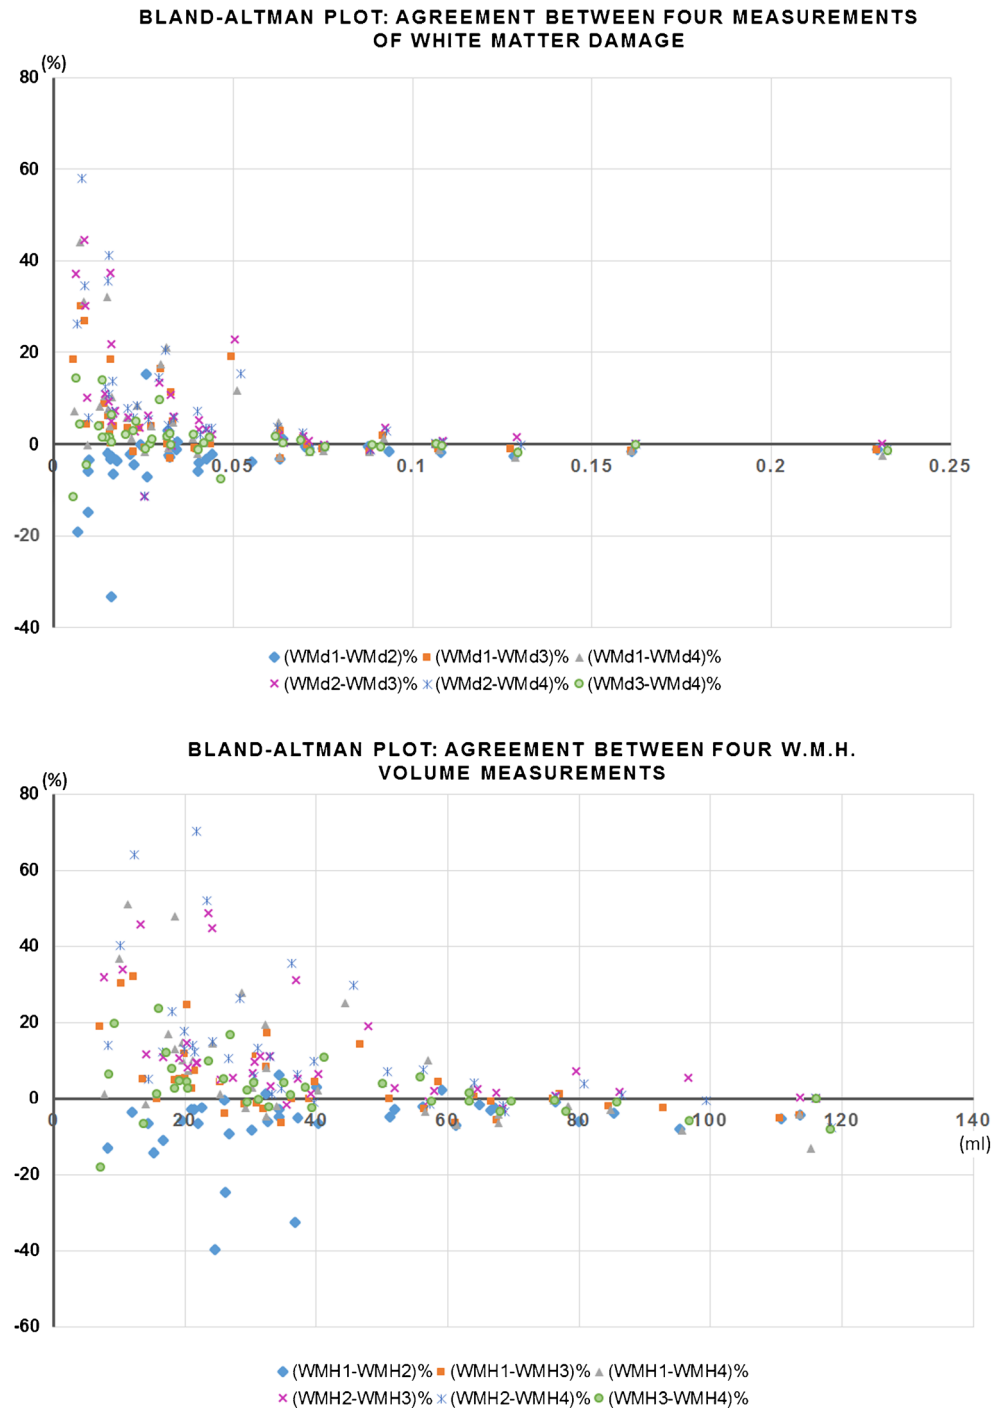 BLAND-ALTMAN PLOT: AGREEMENT BETWEEN FOUR MEASUREMENTS
OF WHITE MATTER DAMAGE
(%)
80
60
40
20
0
-20
-40
0 0.05 0.1 0.15 0.2 0.25
(WMd1-WMd2)% (WMd1-WMd3)% (WMd1-WMd4)%
(WMd2-WMd3)% (WMd2-WMd4)% (WMd3-WMd4)%
BLAND-ALTMAN PLOT: AGREEMENT BETWEEN FOUR W.M.H.
VOLUME MEASUREMENTS
(%)
80
60
40
20
0
-20
-40
-60
0 20 40 60 80 100 120 140
(ml)
(WMH1-WMH2)% (WMH1-WMH3)% (WMH1-WMH4)%
(WMH2-WMH3)% (WMH2-WMH4)% (WMH3-WMH4)%